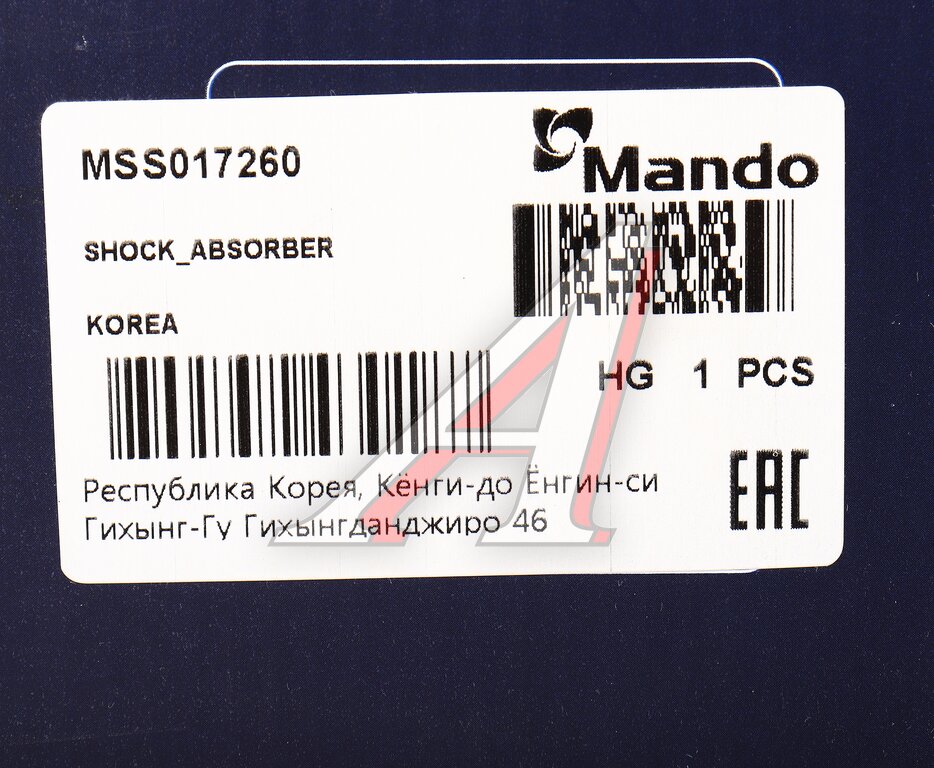 MSS017260
Mando
SHOCK_ABSORBER
KOREA
HG 1 PCS
Республика Корея, Кёнги-до Ёнгин-си
Гихынг-Гу Гихынгданджиро 46
EAC